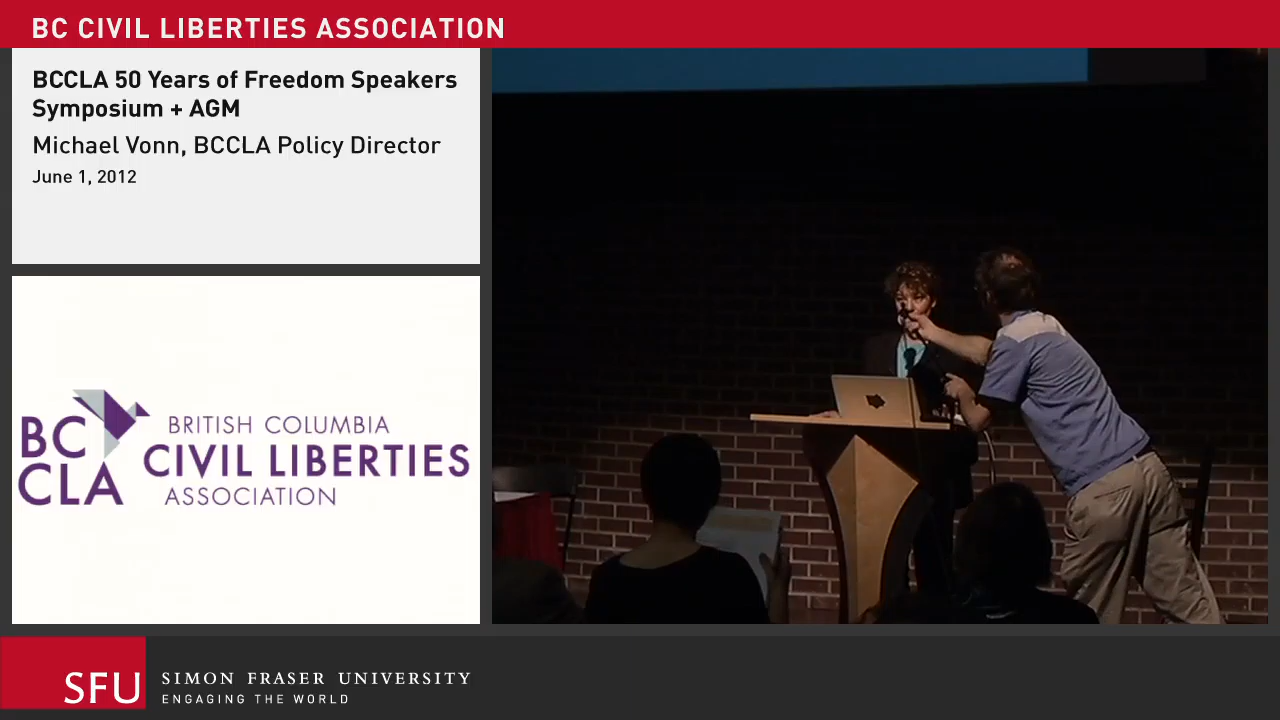 BC CIVIL LIBERTIES ASSOCIATION
BCCLA 50 Years of Freedom Speakers
Symposium + AGM
Michael Vonn, BCCLA Policy Director
June 1, 2012
BC
CLA
BRITISH COLUMBIA
CIVIL LIBERTIES
ASSOCIATION
SFU
SIMON FRASER UNIVERSITY
ENGAGING THE WORLD